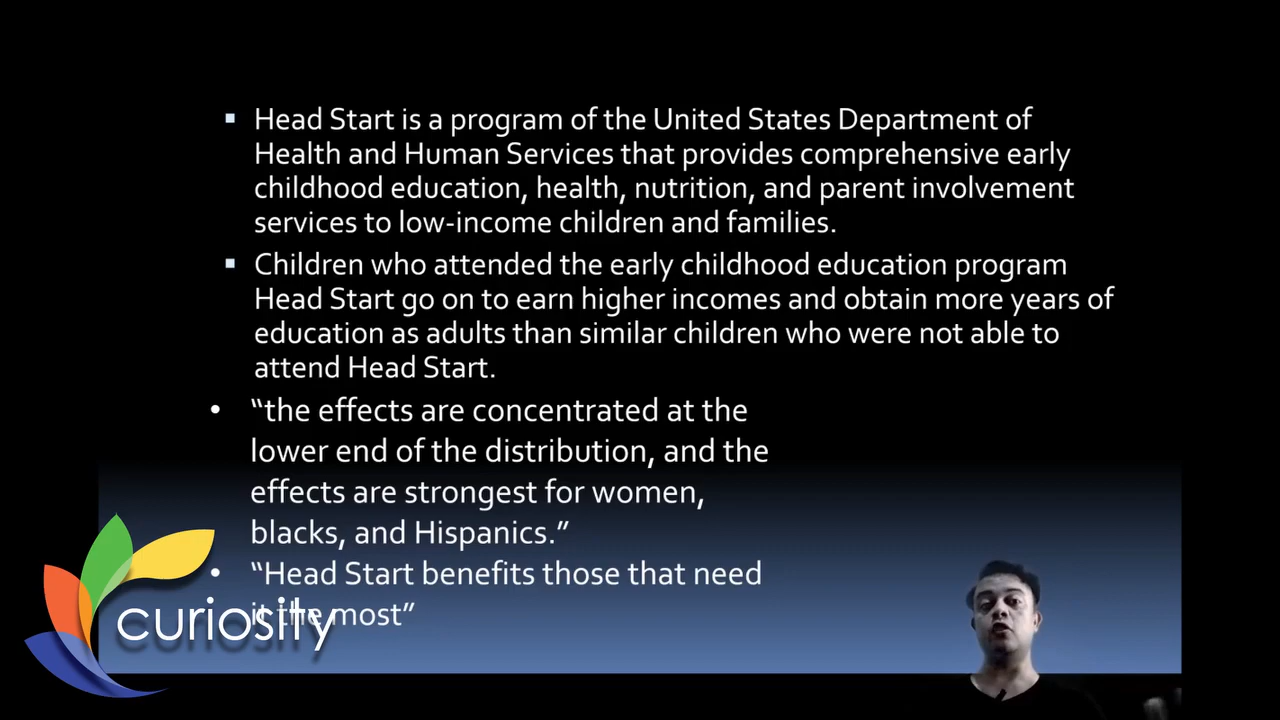 Head Start is a program of the United States Department of
Health and Human Services that provides comprehensive early
childhood education, health, nutrition, and parent involvement
services to low-income children and families.
Children who attended the early childhood education program
Head Start go on to earn higher incomes and obtain more years of
education as adults than similar children who were not able to
attend Head Start.
“the effects are concentrated at the
lower end of the distribution, and the
effects are strongest for women,
blacks, and Hispanics.”
“Head Start benefits those that need
it the most”
curiosity